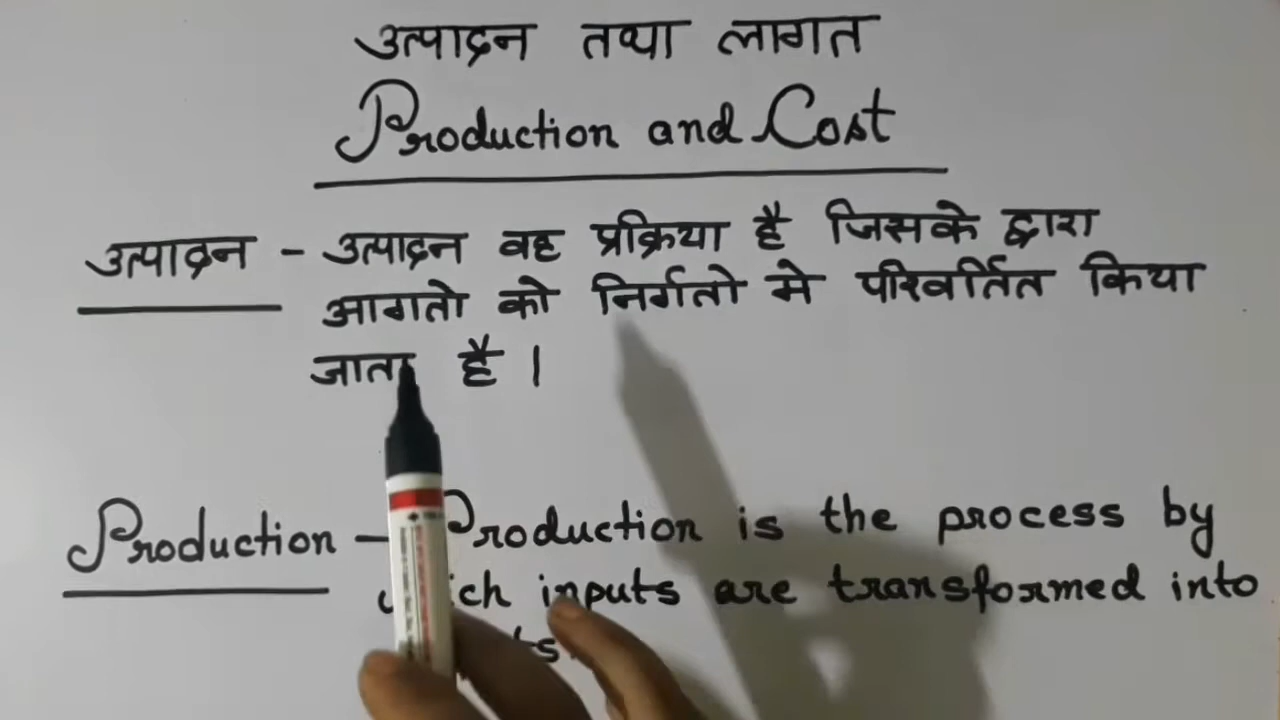 उत्पादन तथा लागत
Production and Cost
उत्पादन - उत्पादन वह प्रक्रिया है जिसके द्वारा
आगतो को निर्गतो मे परिवर्तित किया
जाता है ।
Production - Production is the process by
inputs are transformed into